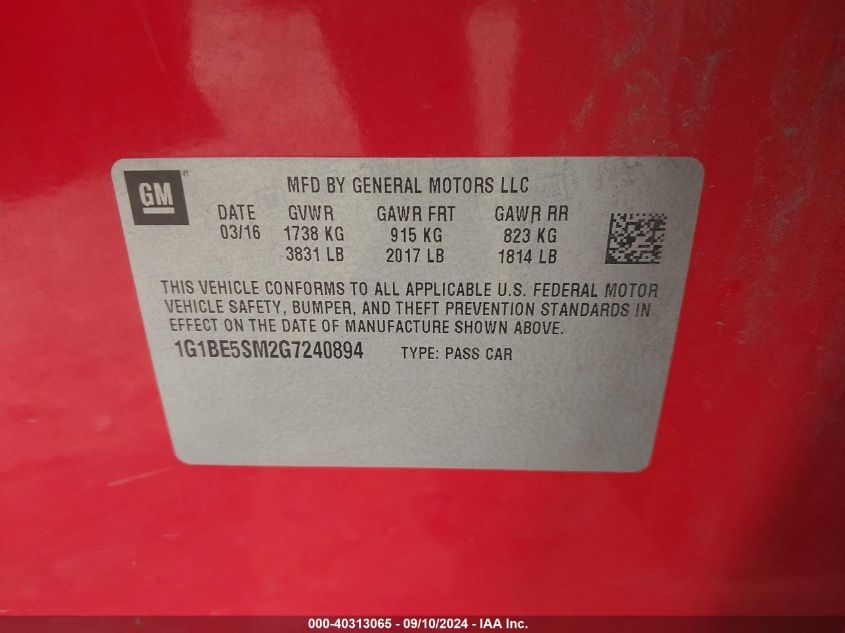 GM
MFD BY GENERAL MOTORS LLC
DATE GVWR GAWR FRT GAWR RR
03/16 1738 KG 915 KG 823 KG
3831 LB 2017 LB 1814 LB
THIS VEHICLE CONFORMS TO ALL APPLICABLE U.S. FEDERAL MOTOR
VEHICLE SAFETY, BUMPER, AND THEFT PREVENTION STANDARDS IN
EFFECT ON THE DATE OF MANUFACTURE SHOWN ABOVE.
1G1BE5SM2G7240894 TYPE: PASS CAR
000-40313065 - 09/10/2024 - IAA Inc.